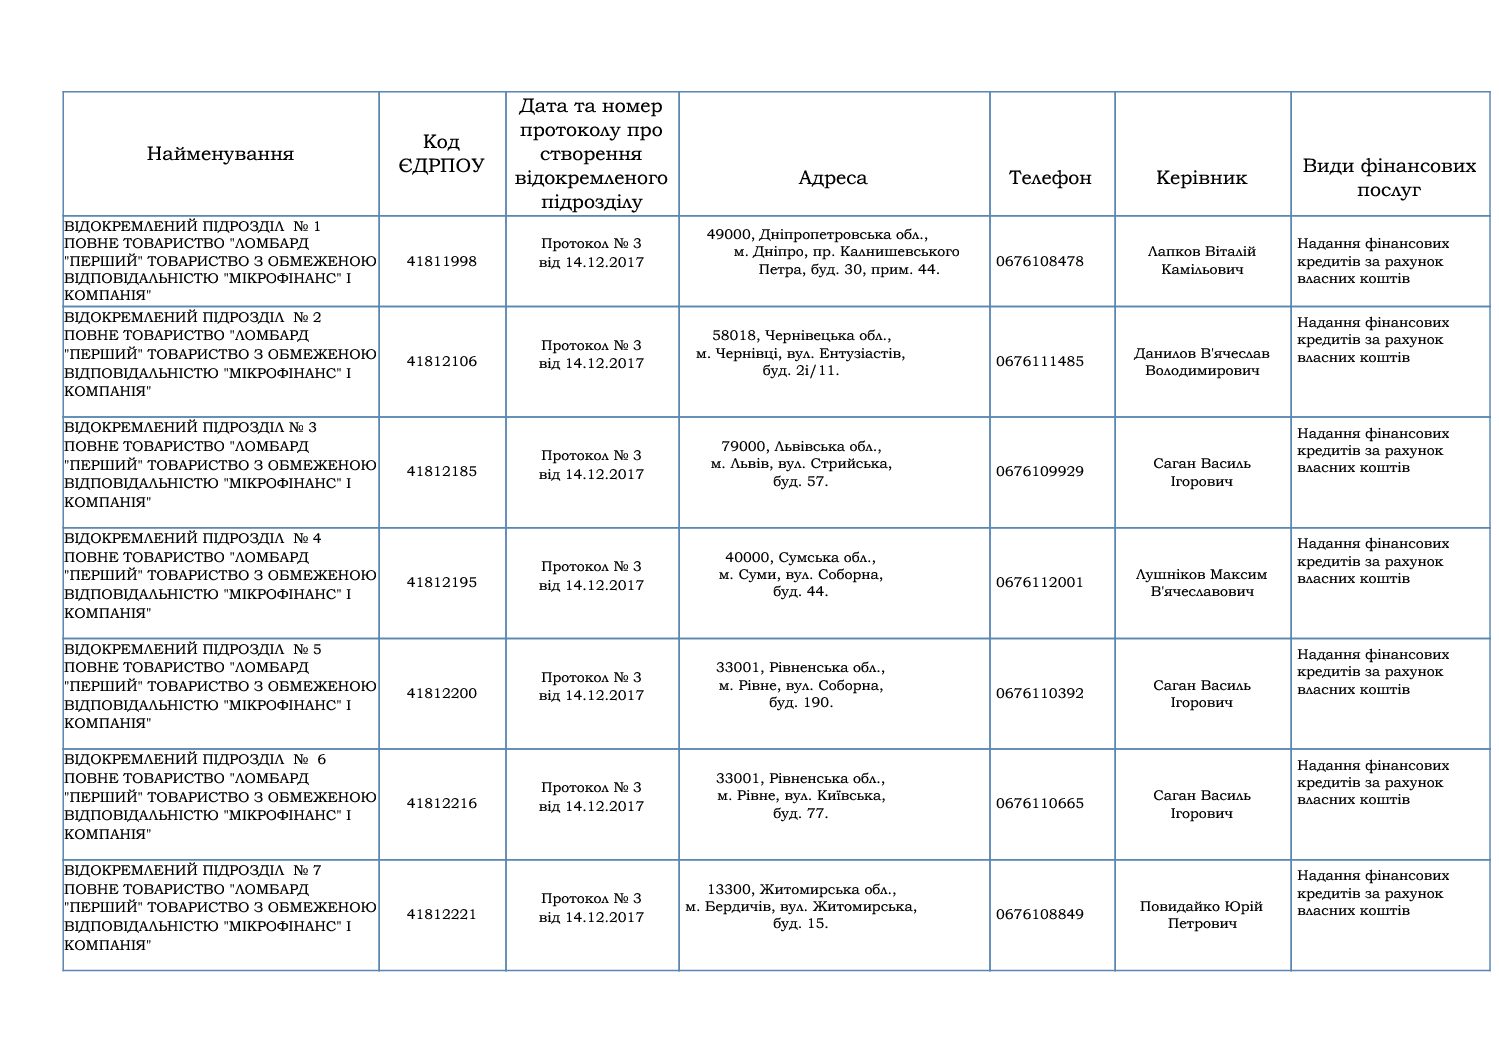 Найменування
Код
ЄДРПОУ
Дата та номер
протоколу про
створення
відокремленого
підрозділу
Адреса
Телефон
Керівник
Види фінансових
послуг
ВІДОКРЕМЛЕНИЙ ПІДРОЗДІЛ № 1
ПОВНЕ ТОВАРИСТВО "ЛОМБАРД
"ПЕРШИЙ" ТОВАРИСТВО З ОБМЕЖЕНОЮ
ВІДПОВІДАЛЬНІСТЮ "МІКРОФІНАНС" І
КОМПАНІЯ"
41811998
Протокол № 3
від 14.12.2017
49000, Дніпропетровська обл.,
м. Дніпро, пр. Калнишевського
Петра, буд. 30, прим. 44.
0676108478
Лапков Віталій
Камільович
Надання фінансових
кредитів за рахунок
власних коштів
ВІДОКРЕМЛЕНИЙ ПІДРОЗДІЛ № 2
ПОВНЕ ТОВАРИСТВО "ЛОМБАРД
"ПЕРШИЙ" ТОВАРИСТВО З ОБМЕЖЕНОЮ
ВІДПОВІДАЛЬНІСТЮ "МІКРОФІНАНС" І
КОМПАНІЯ"
41812106
Протокол № 3
від 14.12.2017
58018, Чернівецька обл.,
м. Чернівці, вул. Ентузіастів,
буд. 2і/11.
0676111485
Данилов В'ячеслав
Володимирович
Надання фінансових
кредитів за рахунок
власних коштів
ВІДОКРЕМЛЕНИЙ ПІДРОЗДІЛ № 3
ПОВНЕ ТОВАРИСТВО "ЛОМБАРД
"ПЕРШИЙ" ТОВАРИСТВО З ОБМЕЖЕНОЮ
ВІДПОВІДАЛЬНІСТЮ "МІКРОФІНАНС" І
КОМПАНІЯ"
41812185
Протокол № 3
від 14.12.2017
79000, Львівська обл.,
м. Львів, вул. Стрийська,
буд. 57.
0676109929
Саган Василь
Ігорович
Надання фінансових
кредитів за рахунок
власних коштів
ВІДОКРЕМЛЕНИЙ ПІДРОЗДІЛ № 4
ПОВНЕ ТОВАРИСТВО "ЛОМБАРД
"ПЕРШИЙ" ТОВАРИСТВО З ОБМЕЖЕНОЮ
ВІДПОВІДАЛЬНІСТЮ "МІКРОФІНАНС" І
КОМПАНІЯ"
41812195
Протокол № 3
від 14.12.2017
40000, Сумська обл.,
м. Суми, вул. Соборна,
буд. 44.
0676112001
Лушніков Максим
В'ячеславович
Надання фінансових
кредитів за рахунок
власних коштів
ВІДОКРЕМЛЕНИЙ ПІДРОЗДІЛ № 5
ПОВНЕ ТОВАРИСТВО "ЛОМБАРД
"ПЕРШИЙ" ТОВАРИСТВО З ОБМЕЖЕНОЮ
ВІДПОВІДАЛЬНІСТЮ "МІКРОФІНАНС" І
КОМПАНІЯ"
41812200
Протокол № 3
від 14.12.2017
33001, Рівненська обл.,
м. Рівне, вул. Соборна,
буд. 190.
0676110392
Саган Василь
Ігорович
Надання фінансових
кредитів за рахунок
власних коштів
ВІДОКРЕМЛЕНИЙ ПІДРОЗДІЛ № 6
ПОВНЕ ТОВАРИСТВО "ЛОМБАРД
"ПЕРШИЙ" ТОВАРИСТВО З ОБМЕЖЕНОЮ
ВІДПОВІДАЛЬНІСТЮ "МІКРОФІНАНС" І
КОМПАНІЯ"
41812216
Протокол № 3
від 14.12.2017
33001, Рівненська обл.,
м. Рівне, вул. Київська,
буд. 77.
0676110665
Саган Василь
Ігорович
Надання фінансових
кредитів за рахунок
власних коштів
ВІДОКРЕМЛЕНИЙ ПІДРОЗДІЛ № 7
ПОВНЕ ТОВАРИСТВО "ЛОМБАРД
"ПЕРШИЙ" ТОВАРИСТВО З ОБМЕЖЕНОЮ
ВІДПОВІДАЛЬНІСТЮ "МІКРОФІНАНС" І
КОМПАНІЯ"
41812221
Протокол № 3
від 14.12.2017
13300, Житомирська обл.,
м. Бердичів, вул. Житомирська,
буд. 15.
0676108849
Повидайко Юрій
Петрович
Надання фінансових
кредитів за рахунок
власних коштів